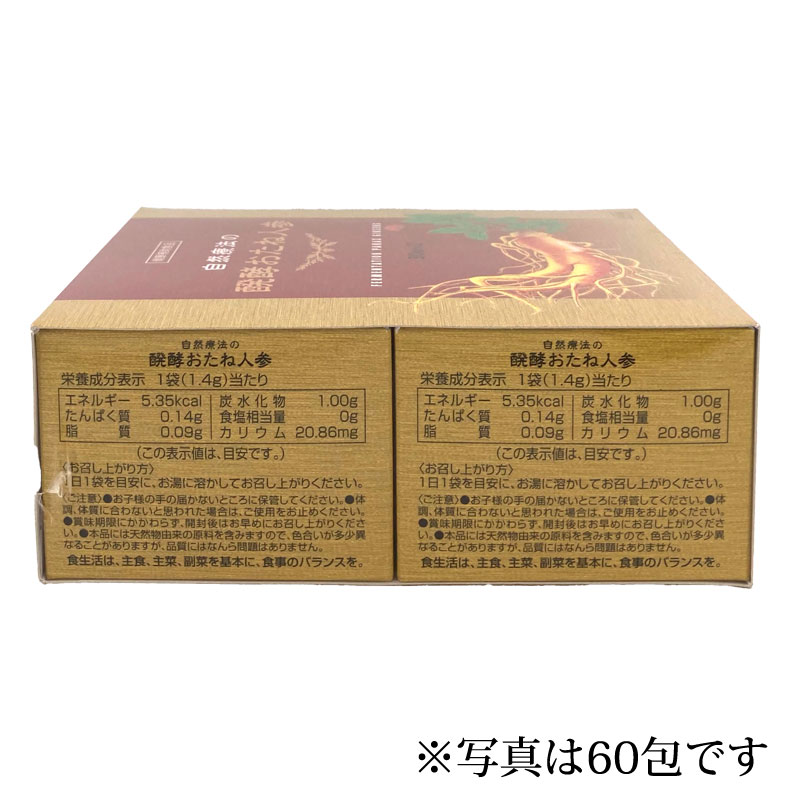 自然療法の
醗酵おたね人参
FERMENTATION PANAX GINSENG
自然療法の
醗酵おたね人参
栄養成分表示 1袋(1.4g)当たり
エネルギー 5.35kcal 炭水化物 1.00g
たんぱく質 0.14g 食塩相当量 0g
脂質 0.09g カリウム 20.86mg
(この表示値は、目安です。)
〈お召し上がり方〉
1日1袋を目安に、お湯に溶かしてお召し上がりください。
〈ご注意〉●お子様の手の届かないところに保管してください。●体
調、体質に合わないと思われた場合は、ご使用をお止めください。
●賞味期限にかかわらず、開封後はお早めにお召し上がりくださ
い。●本品には天然物由来の原料を含みますので、色合いが多少異
なることがありますが、品質にはなんら問題はありません。
食生活は、主食、主菜、副菜を基本に、食事のバランスを。
自然療法の
醗酵おたね人参
栄養成分表示 1袋(1.4g)当たり
エネルギー 5.35kcal 炭水化物 1.00g
たんぱく質 0.14g 食塩相当量 0g
脂質 0.09g カリウム 20.86mg
(この表示値は、目安です。)
〈お召し上がり方〉
1日1袋を目安に、お湯に溶かしてお召し上がりください。
〈ご注意〉●お子様の手の届かないところに保管してください。●体
調、体質に合わないと思われた場合は、ご使用をお止めください。
●賞味期限にかかわらず、開封後はお早めにお召し上がりくださ
い。●本品には天然物由来の原料を含みますので、色合いが多少異
なることがありますが、品質にはなんら問題はありません。
食生活は、主食、主菜、副菜を基本に、食事のバランスを。
※写真は60包です